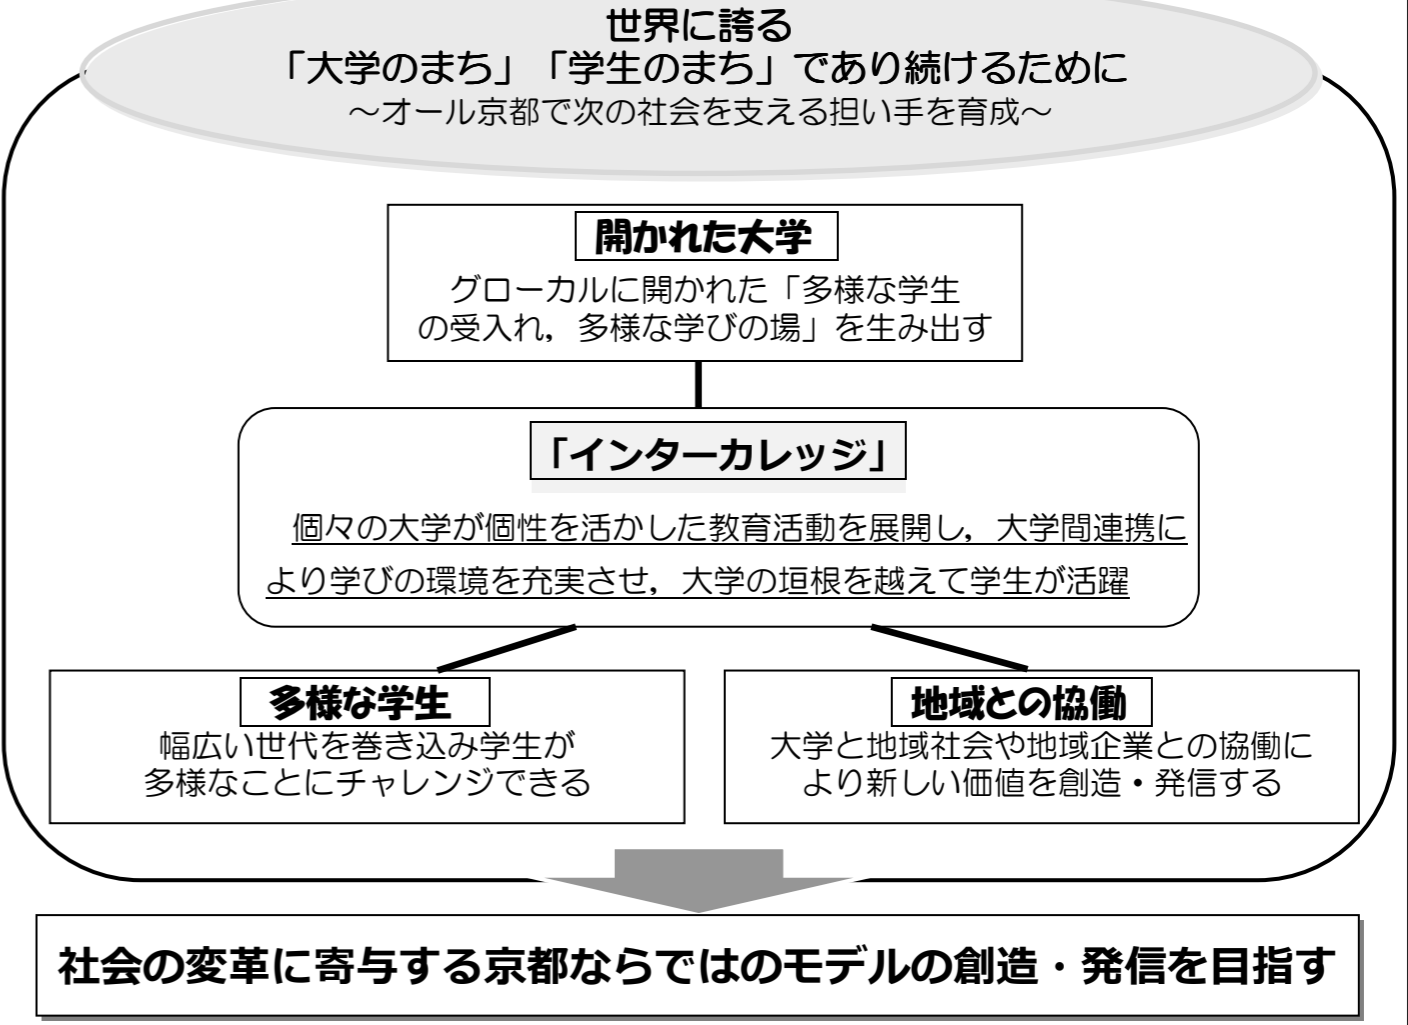 世界に誇る
「大学のまち」「学生のまち」であり続けるために
～オール京都で次の社会を支える担い手を育成～
開かれた大学
グローカルに開かれた「多様な学生
の受入れ，多様な学びの場」を生み出す
「インターカレッジ」
個々の大学が個性を活かした教育活動を展開し，大学間連携に
より学びの環境を充実させ，大学の垣根を越えて学生が活躍
多様な学生
幅広い世代を巻き込み学生が
多様なことにチャレンジできる
地域との協働
大学と地域社会や地域企業との協働に
より新しい価値を創造・発信する
社会の変革に寄与する京都ならではのモデルの創造・発信を目指す